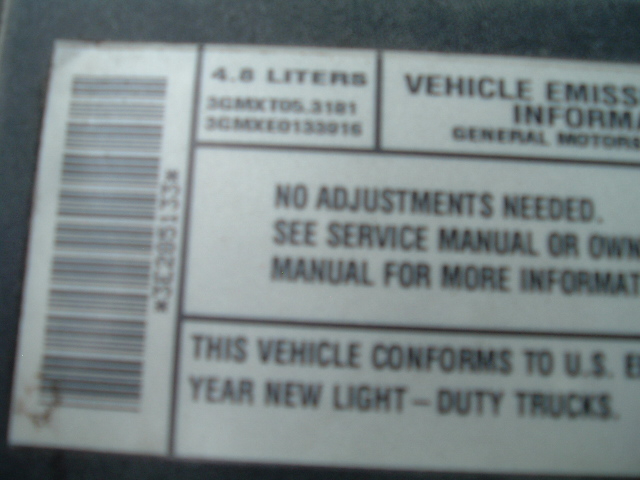 *3E205133*
4.8 LITERS
3GMXT05.3181
3GMXE0133916
VEHICLE EMISS
INFORMA
GENERAL MOTORS
NO ADJUSTMENTS NEEDED.
SEE SERVICE MANUAL OR OWN
MANUAL FOR MORE INFORMAT
THIS VEHICLE CONFORMS TO U.S. E
YEAR NEW LIGHT-DUTY TRUCKS.